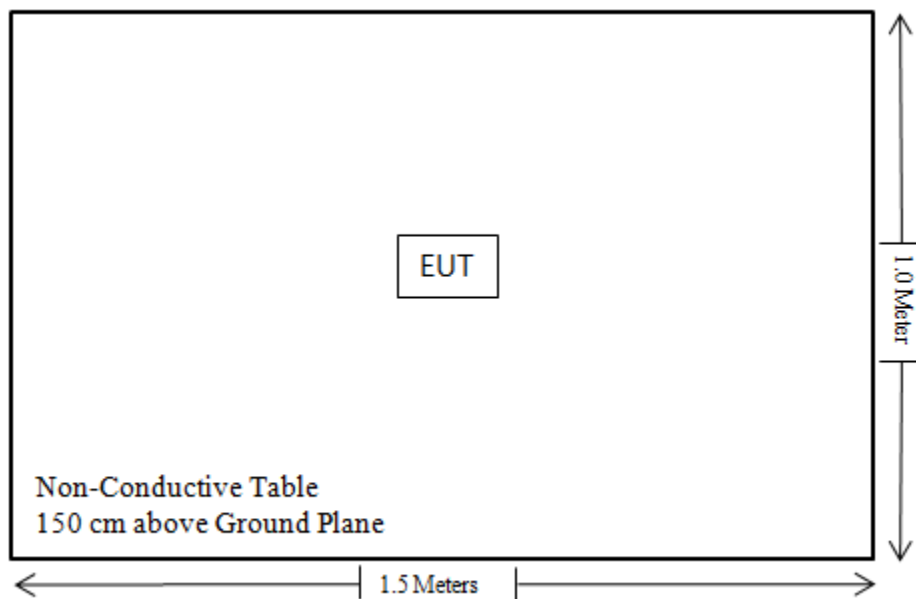 EUT
1.0 Meter
Non-Conductive Table
150 cm above Ground Plane
1.5 Meters